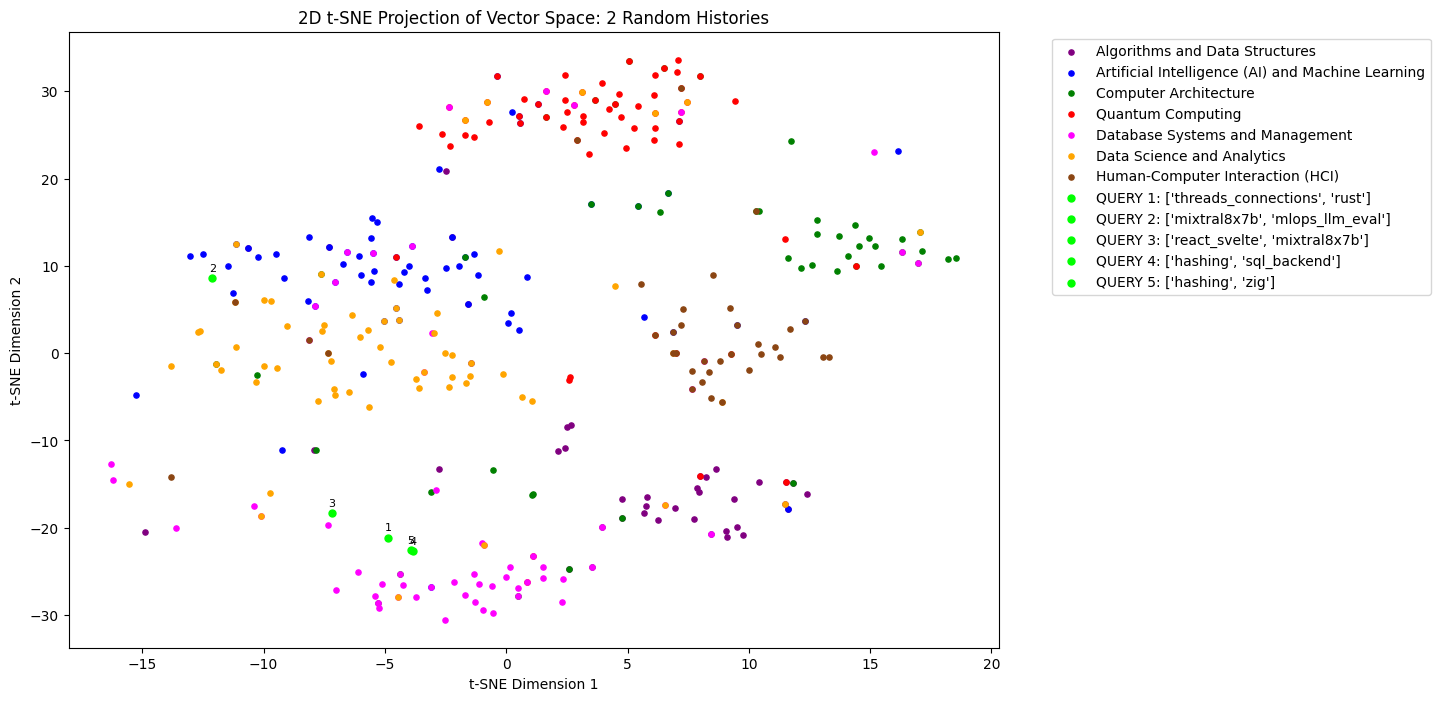 2D t-SNE Projection of Vector Space: 2 Random Histories
t-SNE Dimension 2
30
20
10
0
−10
−20
−30
2
3
1
5
4
−15
−10
−5
0
5
10
15
20
t-SNE Dimension 1
Algorithms and Data Structures
Artificial Intelligence (AI) and Machine Learning
Computer Architecture
Quantum Computing
Database Systems and Management
Data Science and Analytics
Human-Computer Interaction (HCI)
QUERY 1: ['threads_connections', 'rust']
QUERY 2: ['mixtral8x7b', 'mlops_llm_eval']
QUERY 3: ['react_svelte', 'mixtral8x7b']
QUERY 4: ['hashing', 'sql_backend']
QUERY 5: ['hashing', 'zig']